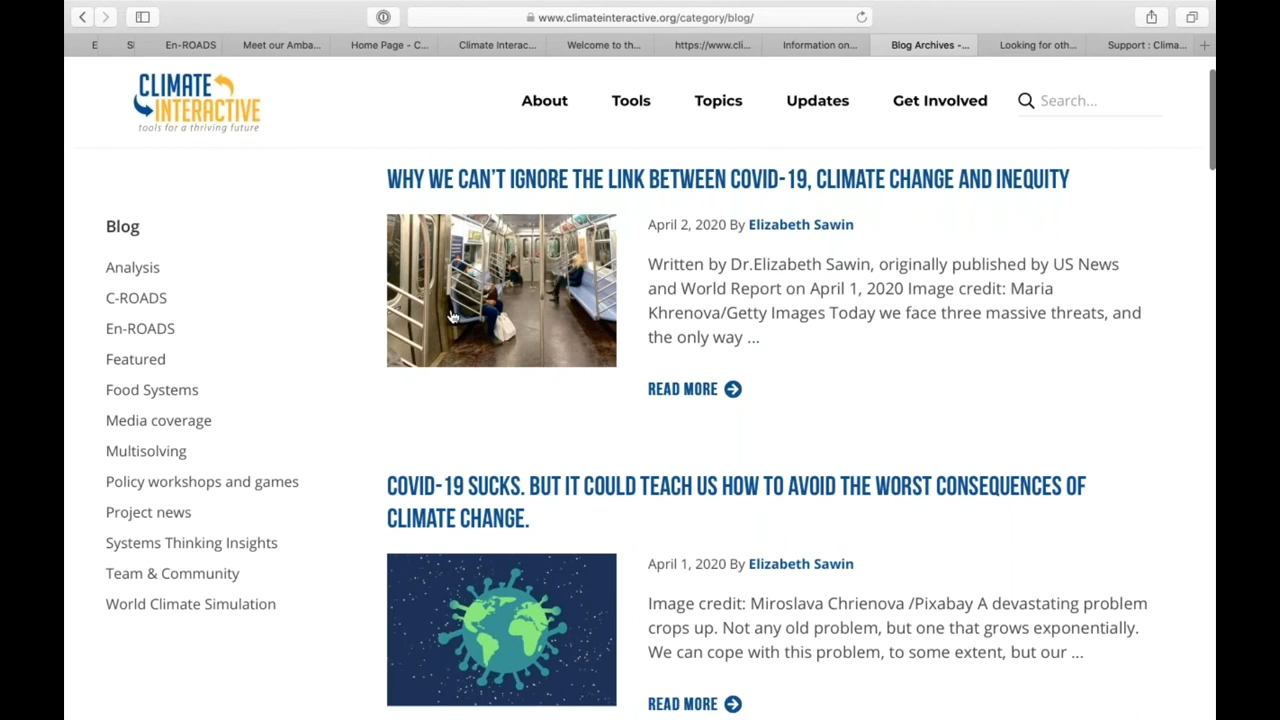 www.climateinteractive.org/category/blog/
E
S
En-ROADS
Meet our Amba...
Home Page - C...
Climate Interac...
Welcome to th...
https://www.cli...
Information on...
Blog Archives -...
Looking for oth...
Support : Clima...
CLIMATE
INTERACTIVE
tools for a thriving future
About
Tools
Topics
Updates
Get Involved
Search...
WHY WE CAN'T IGNORE THE LINK BETWEEN COVID-19, CLIMATE CHANGE AND INEQUITY
Blog
Analysis
C-ROADS
En-ROADS
Featured
Food Systems
Media coverage
Multisolving
Policy workshops and games
Project news
Systems Thinking Insights
Team & Community
World Climate Simulation
April 2, 2020 By Elizabeth Sawin
Written by Dr.Elizabeth Sawin, originally published by US News
and World Report on April 1, 2020 Image credit: Maria
Khrenova/Getty Images Today we face three massive threats, and
the only way ...
READ MORE
COVID-19 SUCKS. BUT IT COULD TEACH US HOW TO AVOID THE WORST CONSEQUENCES OF
CLIMATE CHANGE.
April 1, 2020 By Elizabeth Sawin
Image credit: Miroslava Chrienova /Pixabay A devastating problem
crops up. Not any old problem, but one that grows exponentially.
We can cope with this problem, to some extent, but our ...
READ MORE